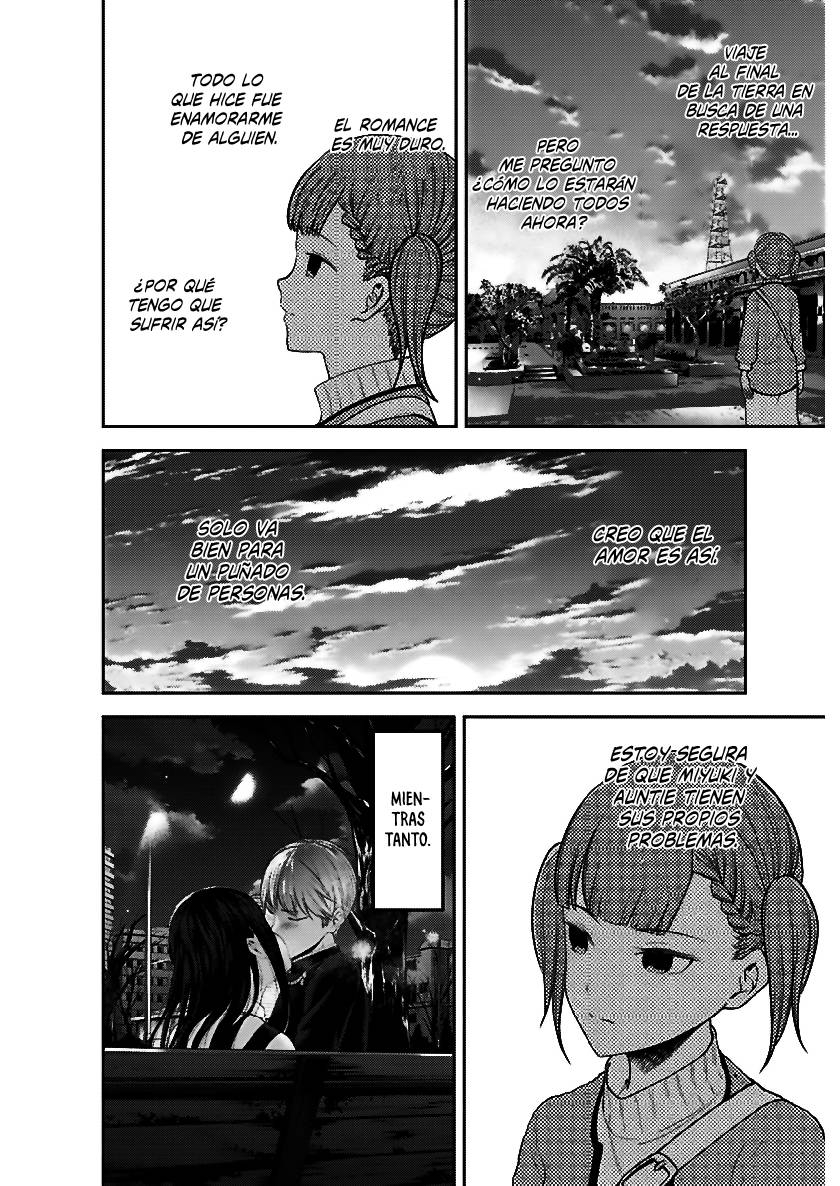 VIAJE
AL FINAL
DE LA TIERRA EN
BUSCA DE UNA
RESPUESTA...
PERO
ME PREGUNTO
¿CÓMO LO ESTARÁN
HACIENDO TODOS
AHORA?
EL ROMANCE
ES MUY DURO.
TODO LO
QUE HICE FUE
ENAMORARME
DE ALGUIEN.
¿POR QUÉ
TENGO QUE
SUFRIR ASÍ?
CREO QUE EL
AMOR ES ASÍ.
SOLO VA
BIEN PARA
UN PUÑADO
DE PERSONAS.
ESTOY SEGURA
DE QUE MIYUKI Y
AUNTIE TIENEN
SUS PROPIOS
PROBLEMAS.
MIEN-
TRAS
TANTO.